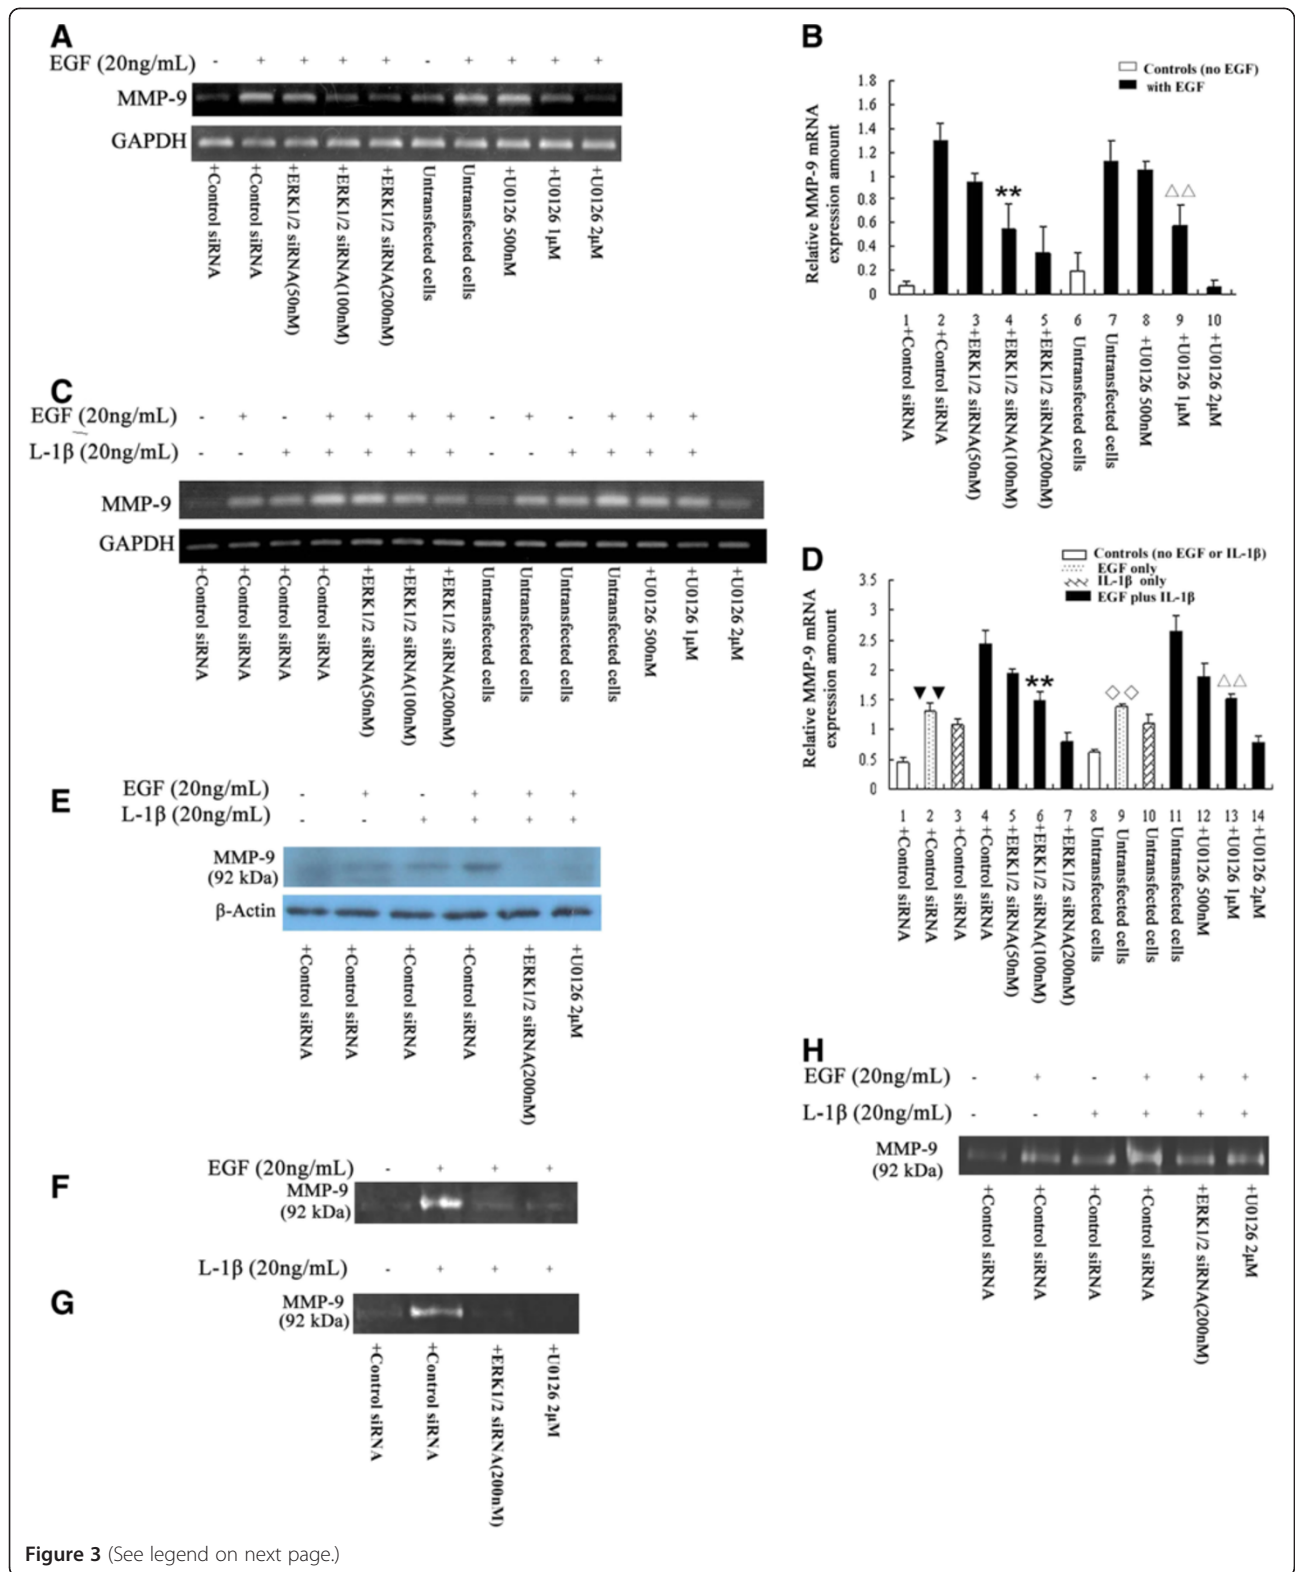 A
EGF (20ng/mL) - + + + + - + + + +
MMP-9
GAPDH
+Control siRNA
+Control siRNA
+ERK1/2 siRNA(50nM)
+ERK1/2 siRNA(100nM)
+ERK1/2 siRNA(200nM)
Untransfected cells
Untransfected cells
+U0126 500nM
+U0126 1μM
+U0126 2μM
B
Controls (no EGF)
with EGF
Relative MMP-9 mRNA
expression amount
1.8
1.6
1.4
1.2
1
0.8
0.6
0.4
0.2
0
**
△△
1 +Control siRNA
2 +Control siRNA
3 +ERK1/2 siRNA(50nM)
4 +ERK1/2 siRNA(100nM)
5 +ERK1/2 siRNA(200nM)
6 Untransfected cells
7 Untransfected cells
8 +U0126 500nM
9 +U0126 1μM
10 +U0126 2μM
C
EGF (20ng/mL) - + - + + + + - + - + + +
L-1β (20ng/mL) - - + + + + + - - + + + +
MMP-9
GAPDH
+Control siRNA
+Control siRNA
+Control siRNA
+Control siRNA
+ERK1/2 siRNA(50nM)
+ERK1/2 siRNA(100nM)
+ERK1/2 siRNA(200nM)
Untransfected cells
Untransfected cells
Untransfected cells
Untransfected cells
+U0126 500nM
+U0126 1μM
+U0126 2μM
D
Controls (no EGF or IL-1β)
EGF only
IL-1β only
EGF plus IL-1β
Relative MMP-9 mRNA
expression amount
3.5
3
2.5
2
1.5
1
0.5
0
▼▼
**
◇◇
△△
1 +Control siRNA
2 +Control siRNA
3 +Control siRNA
4 +Control siRNA
5 +ERK1/2 siRNA(50nM)
6 +ERK1/2 siRNA(100nM)
7 +ERK1/2 siRNA(200nM)
8 Untransfected cells
9 Untransfected cells
10 Untransfected cells
11 Untransfected cells
12 +U0126 500nM
13 +U0126 1μM
14 +U0126 2μM
E
EGF (20ng/mL) - + - + + +
L-1β (20ng/mL) - - + + + +
MMP-9
(92 kDa)
β-Actin
+Control siRNA
+Control siRNA
+Control siRNA
+Control siRNA
+ERK1/2 siRNA(200nM)
+U0126 2μM
F
EGF (20ng/mL) - + + +
MMP-9
(92 kDa)
G
L-1β (20ng/mL) - + + +
MMP-9
(92 kDa)
+Control siRNA
+Control siRNA
+ERK1/2 siRNA(200nM)
+U0126 2μM
H
EGF (20ng/mL) - + - + + +
L-1β (20ng/mL) - - + + + +
MMP-9
(92 kDa)
+Control siRNA
+Control siRNA
+Control siRNA
+Control siRNA
+ERK1/2 siRNA(200nM)
+U0126 2μM
Figure 3 (See legend on next page.)